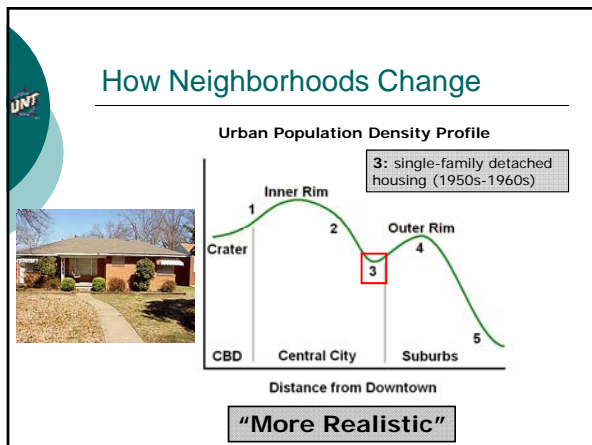 UNT
How Neighborhoods Change
Urban Population Density Profile
3: single-family detached
housing (1950s-1960s)
Inner Rim
1
2
Outer Rim
4
Crater
3
5
CBD
Central City
Suburbs
Distance from Downtown
“More Realistic”